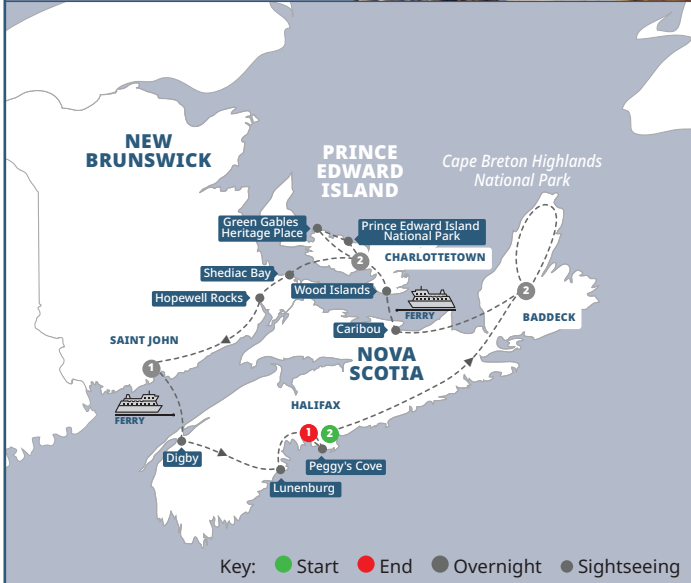 NEW
BRUNSWICK
PRINCE
EDWARD
ISLAND
Cape Breton Highlands
National Park
Green Gables
Heritage Place
Prince Edward Island
National Park
2
CHARLOTTETOWN
Shediac Bay
Wood Islands
Hopewell Rocks
FERRY
2
BADDECK
Caribou
SAINT JOHN
NOVA
SCOTIA
1
FERRY
HALIFAX
1
2
Digby
Peggy's Cove
Lunenburg
Key: Start End Overnight Sightseeing